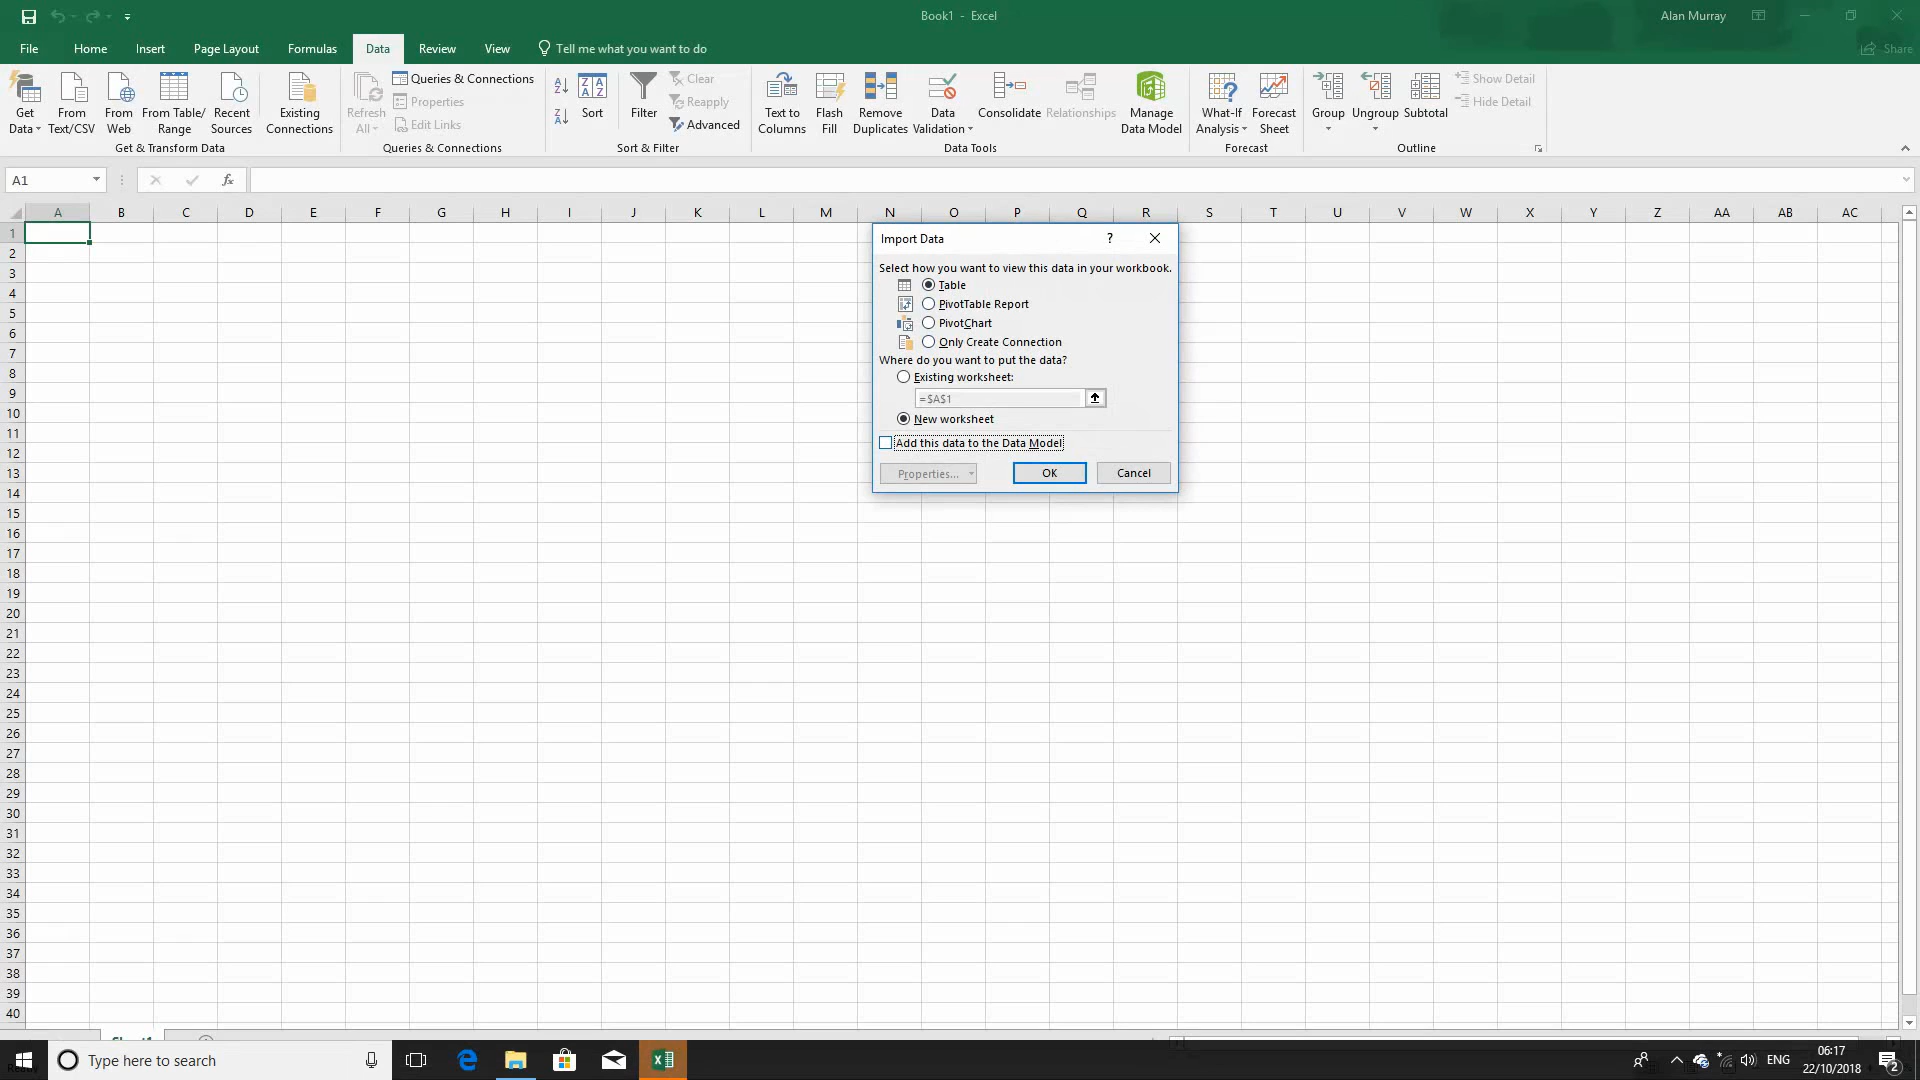 Book1 - Excel
Alan Murray
File Home Insert Page Layout Formulas Data Review View Tell me what you want to do
Share
Get Data
From Text/CSV
From Web
From Table/ Range
Recent Sources
Get & Transform Data
Existing Connections
Refresh All
Queries & Connections
Properties
Edit Links
Queries & Connections
Sort
Filter
Clear
Reapply
Advanced
Sort & Filter
Text to Columns
Flash Fill
Remove Duplicates
Data Validation
Consolidate
Relationships
Manage Data Model
Data Tools
What-If Analysis
Forecast Sheet
Forecast
Group
Ungroup
Subtotal
Show Detail
Hide Detail
Outline
A1
fx
A B C D E F G H I J K L M N O P Q R S T U V W X Y Z AA AB AC
1
2
3
4
5
6
7
8
9
10
11
12
13
14
15
16
17
18
19
20
21
22
23
24
25
26
27
28
29
30
31
32
33
34
35
36
37
38
39
40
Import Data ?
Select how you want to view this data in your workbook.
Table
PivotTable Report
PivotChart
Only Create Connection
Where do you want to put the data?
Existing worksheet:
=$A$1
New worksheet
Add this data to the Data Model
Properties...
OK
Cancel
Sheet1
Type here to search
ENG
06:17
22/10/2018
2